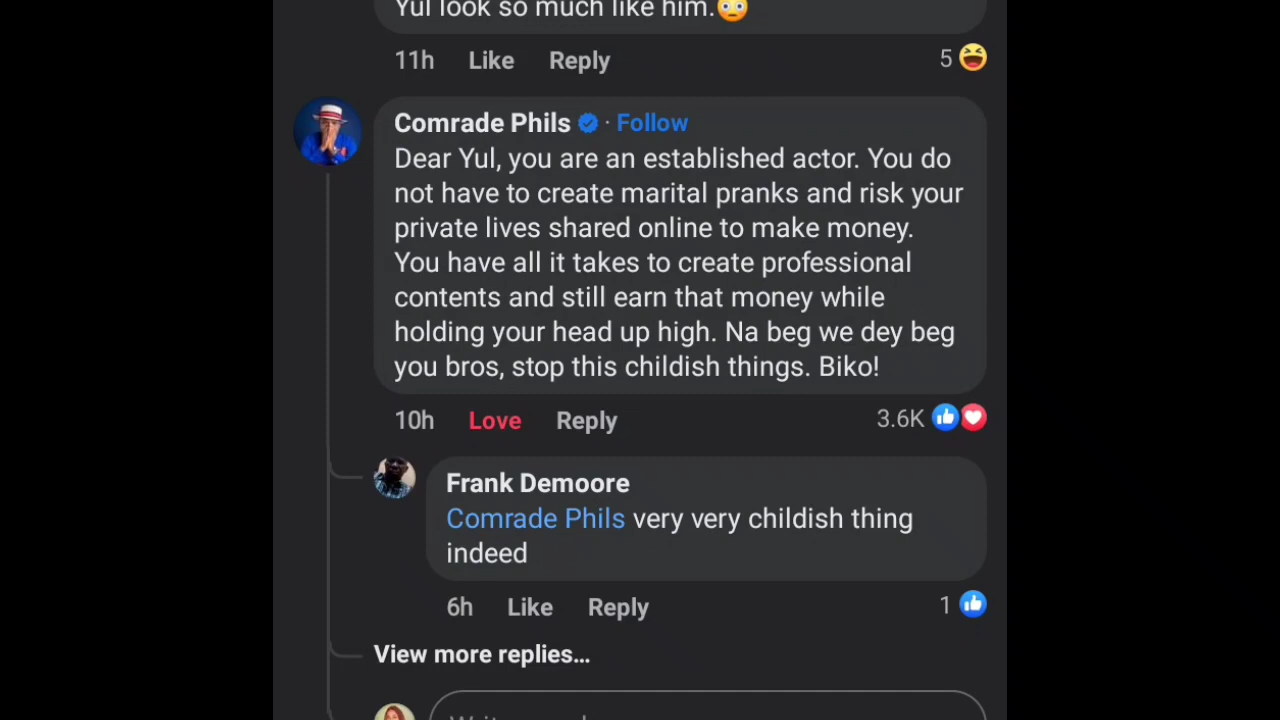 Yul look so much like him.😳
11h Like Reply 5
Comrade Phils · Follow
Dear Yul, you are an established actor. You do
not have to create marital pranks and risk your
private lives shared online to make money.
You have all it takes to create professional
contents and still earn that money while
holding your head up high. Na beg we dey beg
you bros, stop this childish things. Biko!
10h Love Reply 3.6K
Frank Demoore
Comrade Phils very very childish thing
indeed
6h Like Reply 1
View more replies...